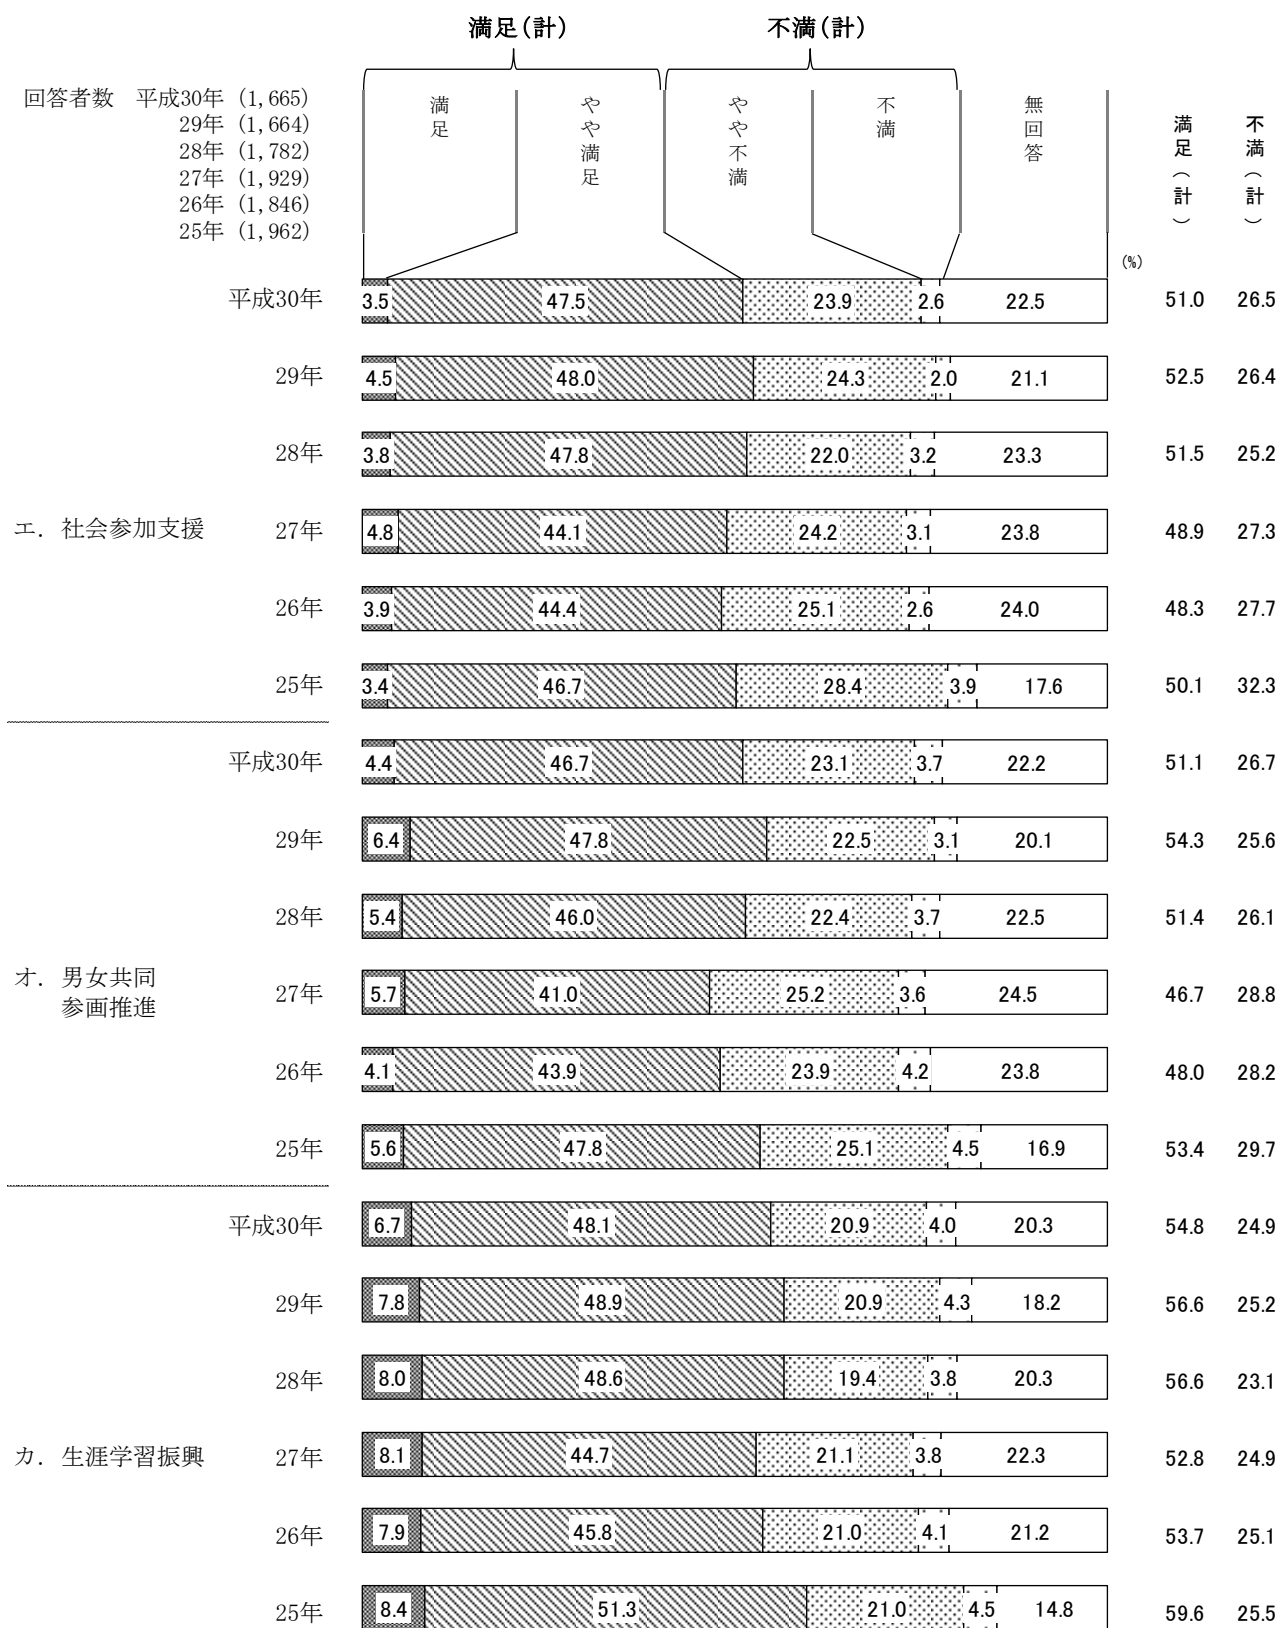 満足(計) 不満(計)
回答者数 平成30年 (1,665)
29年 (1,664)
28年 (1,782)
27年 (1,929)
26年 (1,846)
25年 (1,962)
満足 やや満足 やや不満 不満 無回答 満足(計) 不満(計)
(%)
平成30年 3.5 47.5 23.9 2.6 22.5 51.0 26.5
29年 4.5 48.0 24.3 2.0 21.1 52.5 26.4
28年 3.8 47.8 22.0 3.2 23.3 51.5 25.2
エ. 社会参加支援 27年 4.8 44.1 24.2 3.1 23.8 48.9 27.3
26年 3.9 44.4 25.1 2.6 24.0 48.3 27.7
25年 3.4 46.7 28.4 3.9 17.6 50.1 32.3
平成30年 4.4 46.7 23.1 3.7 22.2 51.1 26.7
29年 6.4 47.8 22.5 3.1 20.1 54.3 25.6
28年 5.4 46.0 22.4 3.7 22.5 51.4 26.1
オ. 男女共同
参画推進 27年 5.7 41.0 25.2 3.6 24.5 46.7 28.8
26年 4.1 43.9 23.9 4.2 23.8 48.0 28.2
25年 5.6 47.8 25.1 4.5 16.9 53.4 29.7
平成30年 6.7 48.1 20.9 4.0 20.3 54.8 24.9
29年 7.8 48.9 20.9 4.3 18.2 56.6 25.2
28年 8.0 48.6 19.4 3.8 20.3 56.6 23.1
カ. 生涯学習振興 27年 8.1 44.7 21.1 3.8 22.3 52.8 24.9
26年 7.9 45.8 21.0 4.1 21.2 53.7 25.1
25年 8.4 51.3 21.0 4.5 14.8 59.6 25.5